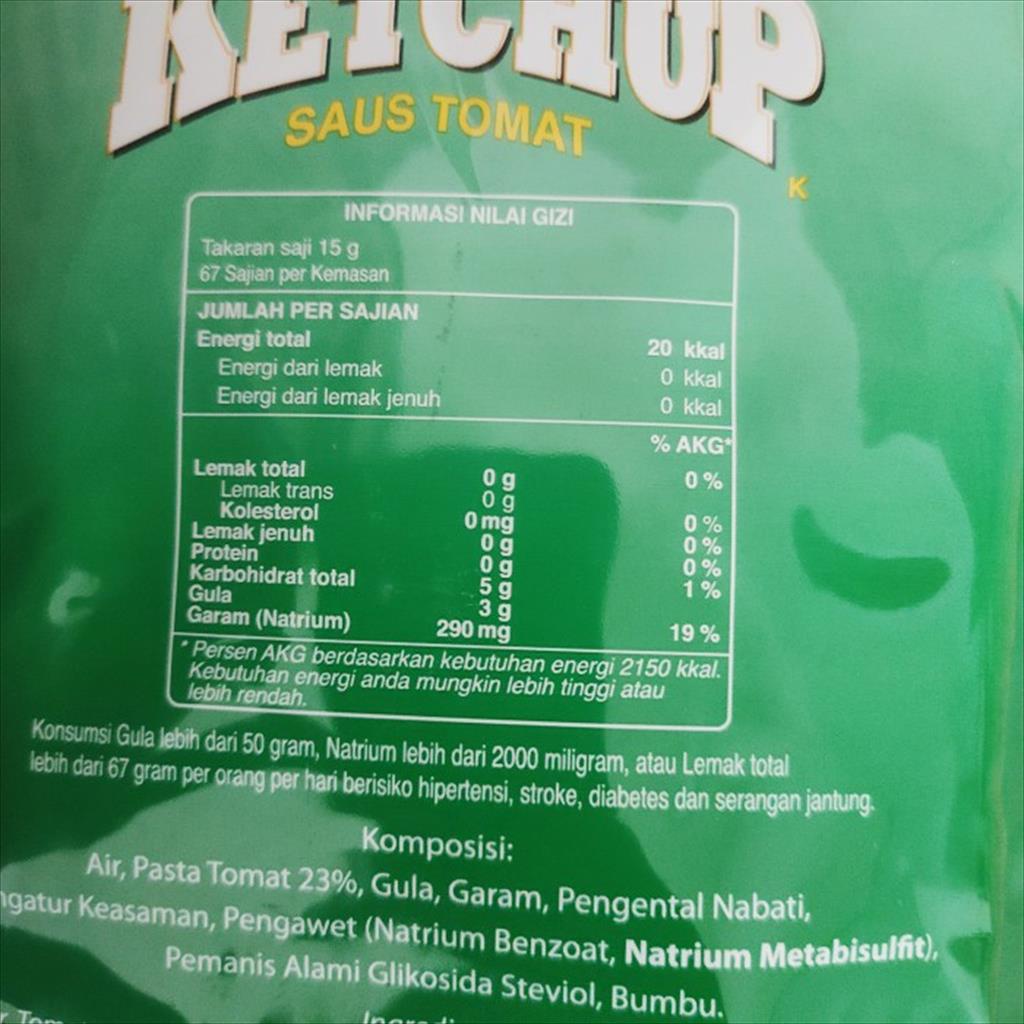 KETCHUP
SAUS TOMAT
K
INFORMASI NILAI GIZI
Takaran saji 15 g
67 Sajian per Kemasan
JUMLAH PER SAJIAN
Energi total 20 kkal
Energi dari lemak 0 kkal
Energi dari lemak jenuh 0 kkal
% AKG*
Lemak total 0 g 0 %
Lemak trans 0 g
Kolesterol 0 mg 0 %
Lemak jenuh 0 g 0 %
Protein 0 g 0 %
Karbohidrat total 5 g 1 %
Gula 3 g
Garam (Natrium) 290 mg 19 %
* Persen AKG berdasarkan kebutuhan energi 2150 kkal.
Kebutuhan energi anda mungkin lebih tinggi atau
lebih rendah.
Konsumsi Gula lebih dari 50 gram, Natrium lebih dari 2000 miligram, atau Lemak total
lebih dari 67 gram per orang per hari berisiko hipertensi, stroke, diabetes dan serangan jantung.
Komposisi:
Air, Pasta Tomat 23%, Gula, Garam, Pengental Nabati,
ngatur Keasaman, Pengawet (Natrium Benzoat, Natrium Metabisulfit),
Pemanis Alami Glikosida Steviol, Bumbu.